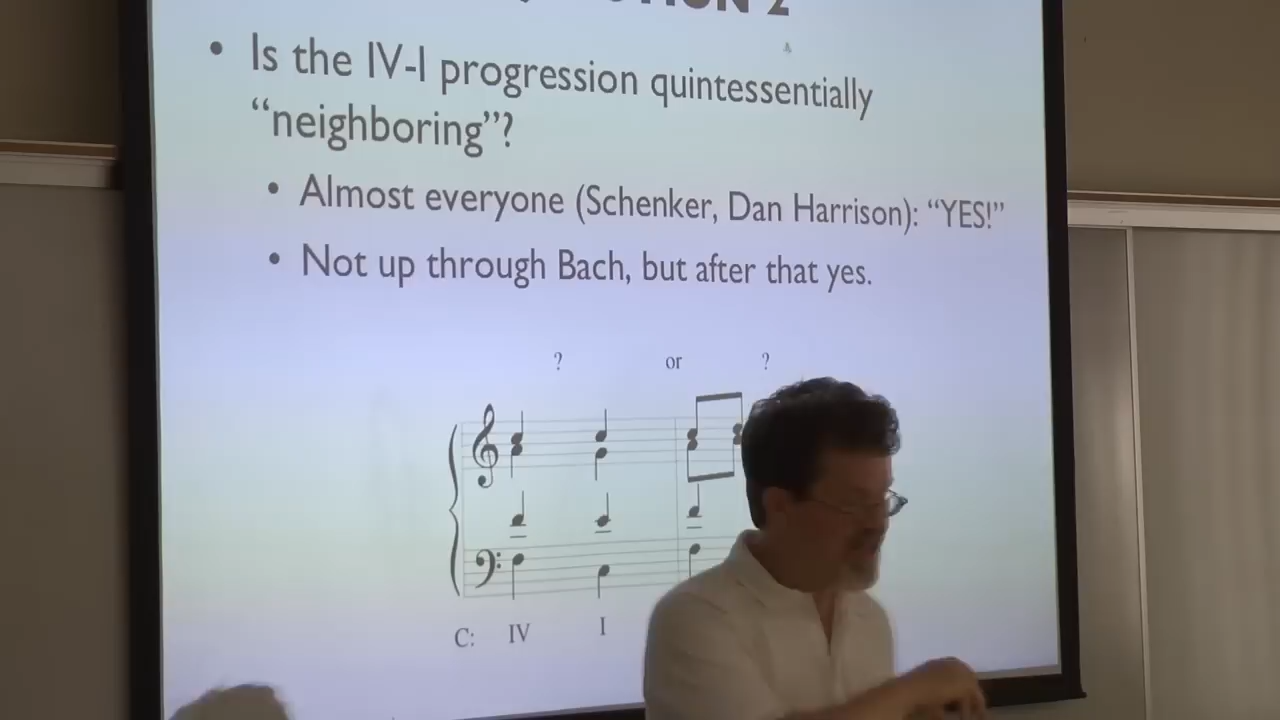 2
• Is the IV-I progression quintessentially
"neighboring"?
• Almost everyone (Schenker, Dan Harrison): "YES!"
• Not up through Bach, but after that yes.
? or ?
C: IV I